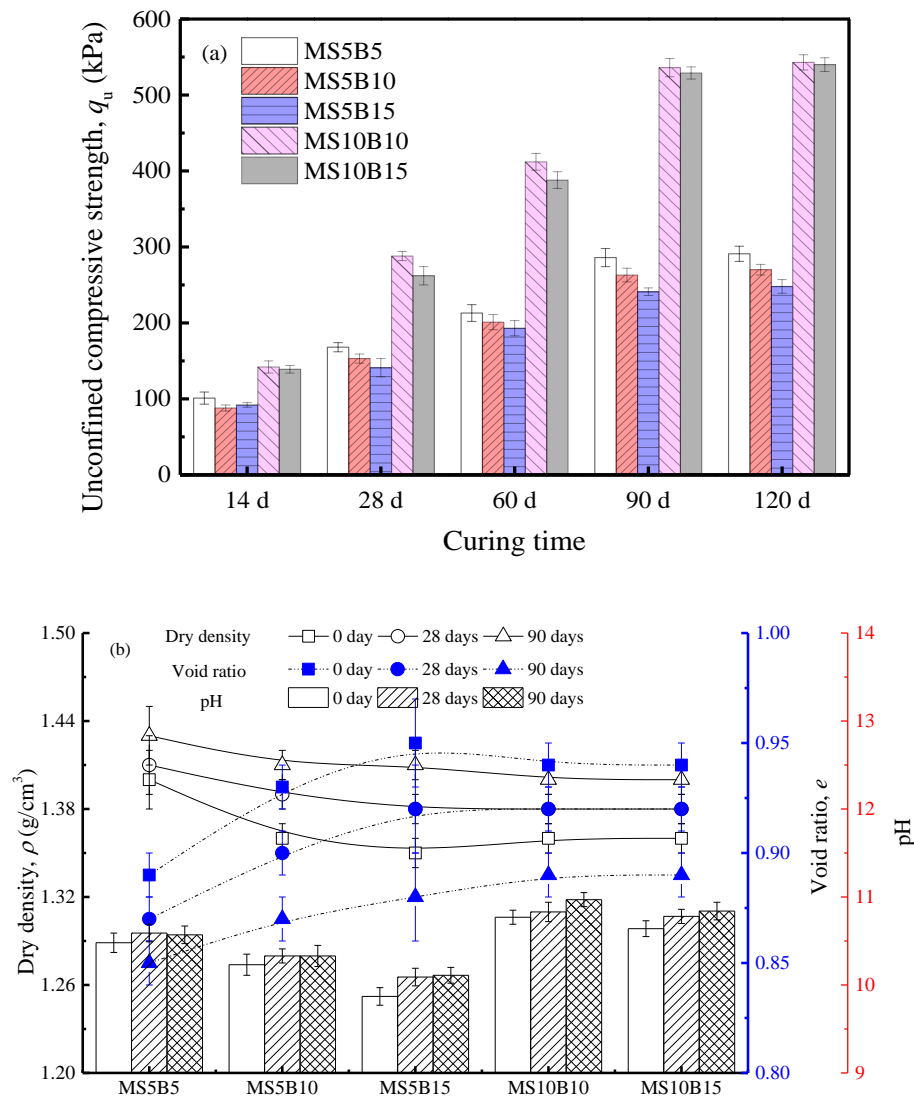 (a)
MS5B5
MS5B10
MS5B15
MS10B10
MS10B15
Unconfined compressive strength, qu (kPa)
600
500
400
300
200
100
0
14 d 28 d 60 d 90 d 120 d
Curing time
(b)
Dry density 0 day 28 days 90 days
Void ratio 0 day 28 days 90 days
pH 0 day 28 days 90 days
Dry density, ρ (g/cm3)
1.50
1.44
1.38
1.32
1.26
1.20
Void ratio, e
1.00
0.95
0.90
0.85
0.80
pH
14
13
12
11
10
9
MS5B5 MS5B10 MS5B15 MS10B10 MS10B15